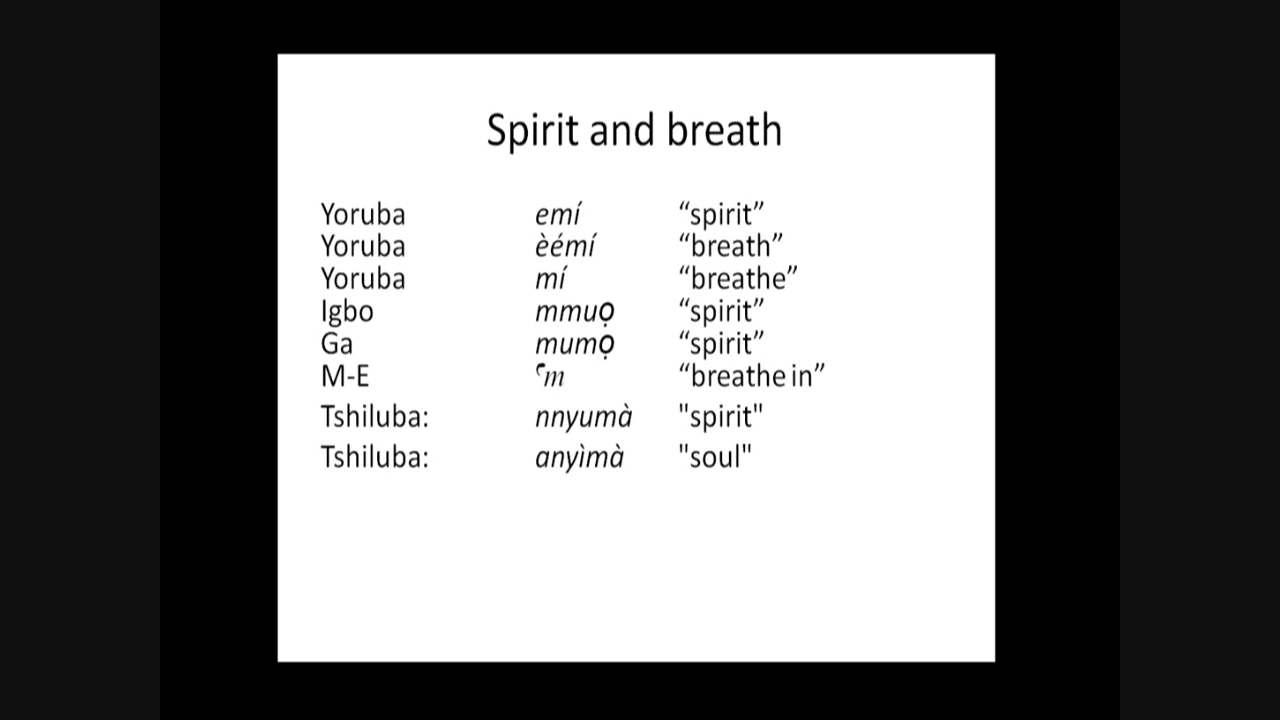 Spirit and breath
Yoruba emí “spirit”
Yoruba èémí “breath”
Yoruba mí “breathe”
Igbo mmuọ “spirit”
Ga mumọ “spirit”
M-E ꜥm “breathe in”
Tshiluba: nnyumà "spirit"
Tshiluba: anyìmà "soul"